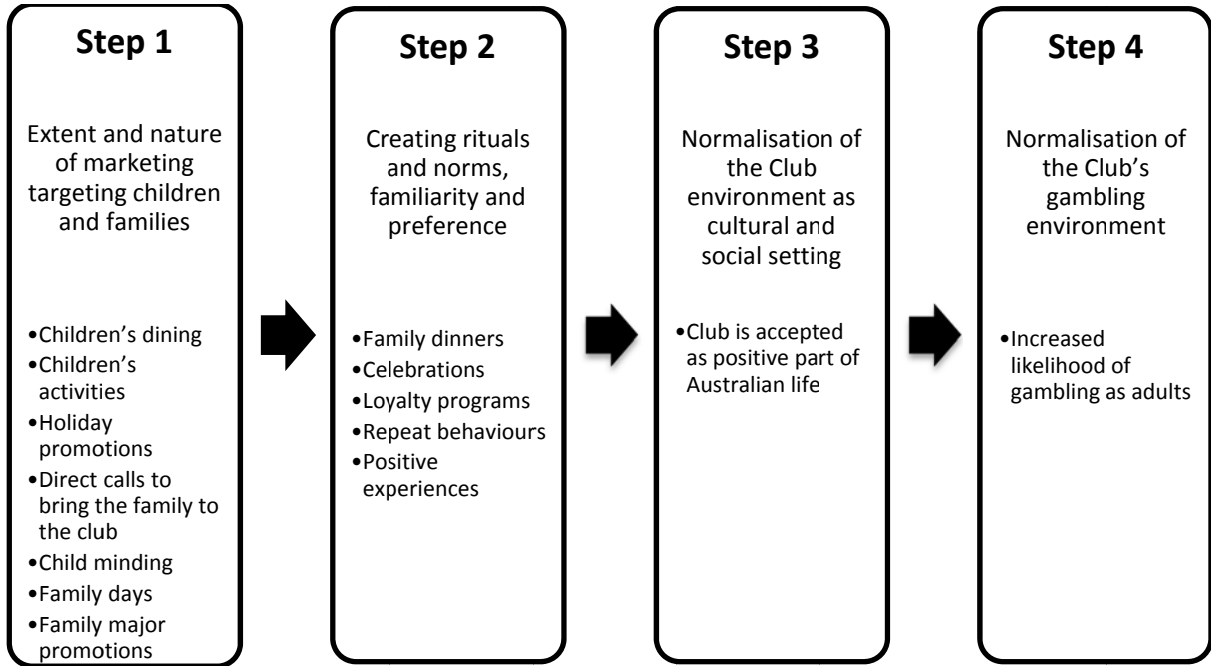 Step 1
Extent and nature
of marketing
targeting children
and families
•Children’s dining
•Children’s
activities
•Holiday
promotions
•Direct calls to
bring the family to
the club
•Child minding
•Family days
•Family major
promotions
Step 2
Creating rituals
and norms,
familiarity and
preference
•Family dinners
•Celebrations
•Loyalty programs
•Repeat behaviours
•Positive
experiences
Step 3
Normalisation of
the Club
environment as
cultural and
social setting
•Club is accepted
as positive part of
Australian life
Step 4
Normalisation of
the Club’s
gambling
environment
•Increased
likelihood of
gambling as adults